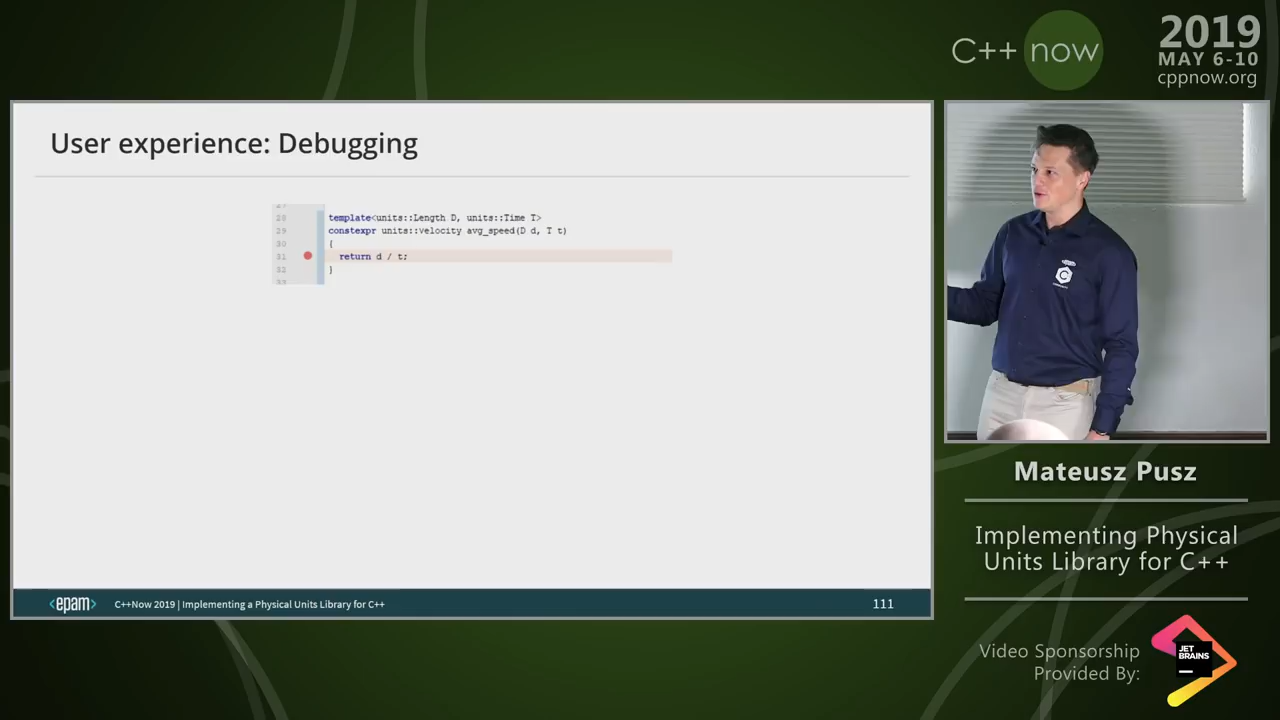 C++ now
2019
MAY 6-10
cppnow.org
User experience: Debugging
28 template<units::Length D, units::Time T>
29 constexpr units::velocity avg_speed(D d, T t)
30 {
31 return d / t;
32 }
33
<epam>
C++Now 2019 | Implementing a Physical Units Library for C++
111
Mateusz Pusz
Implementing Physical
Units Library for C++
Video Sponsorship
Provided By:
JET
BRAINS